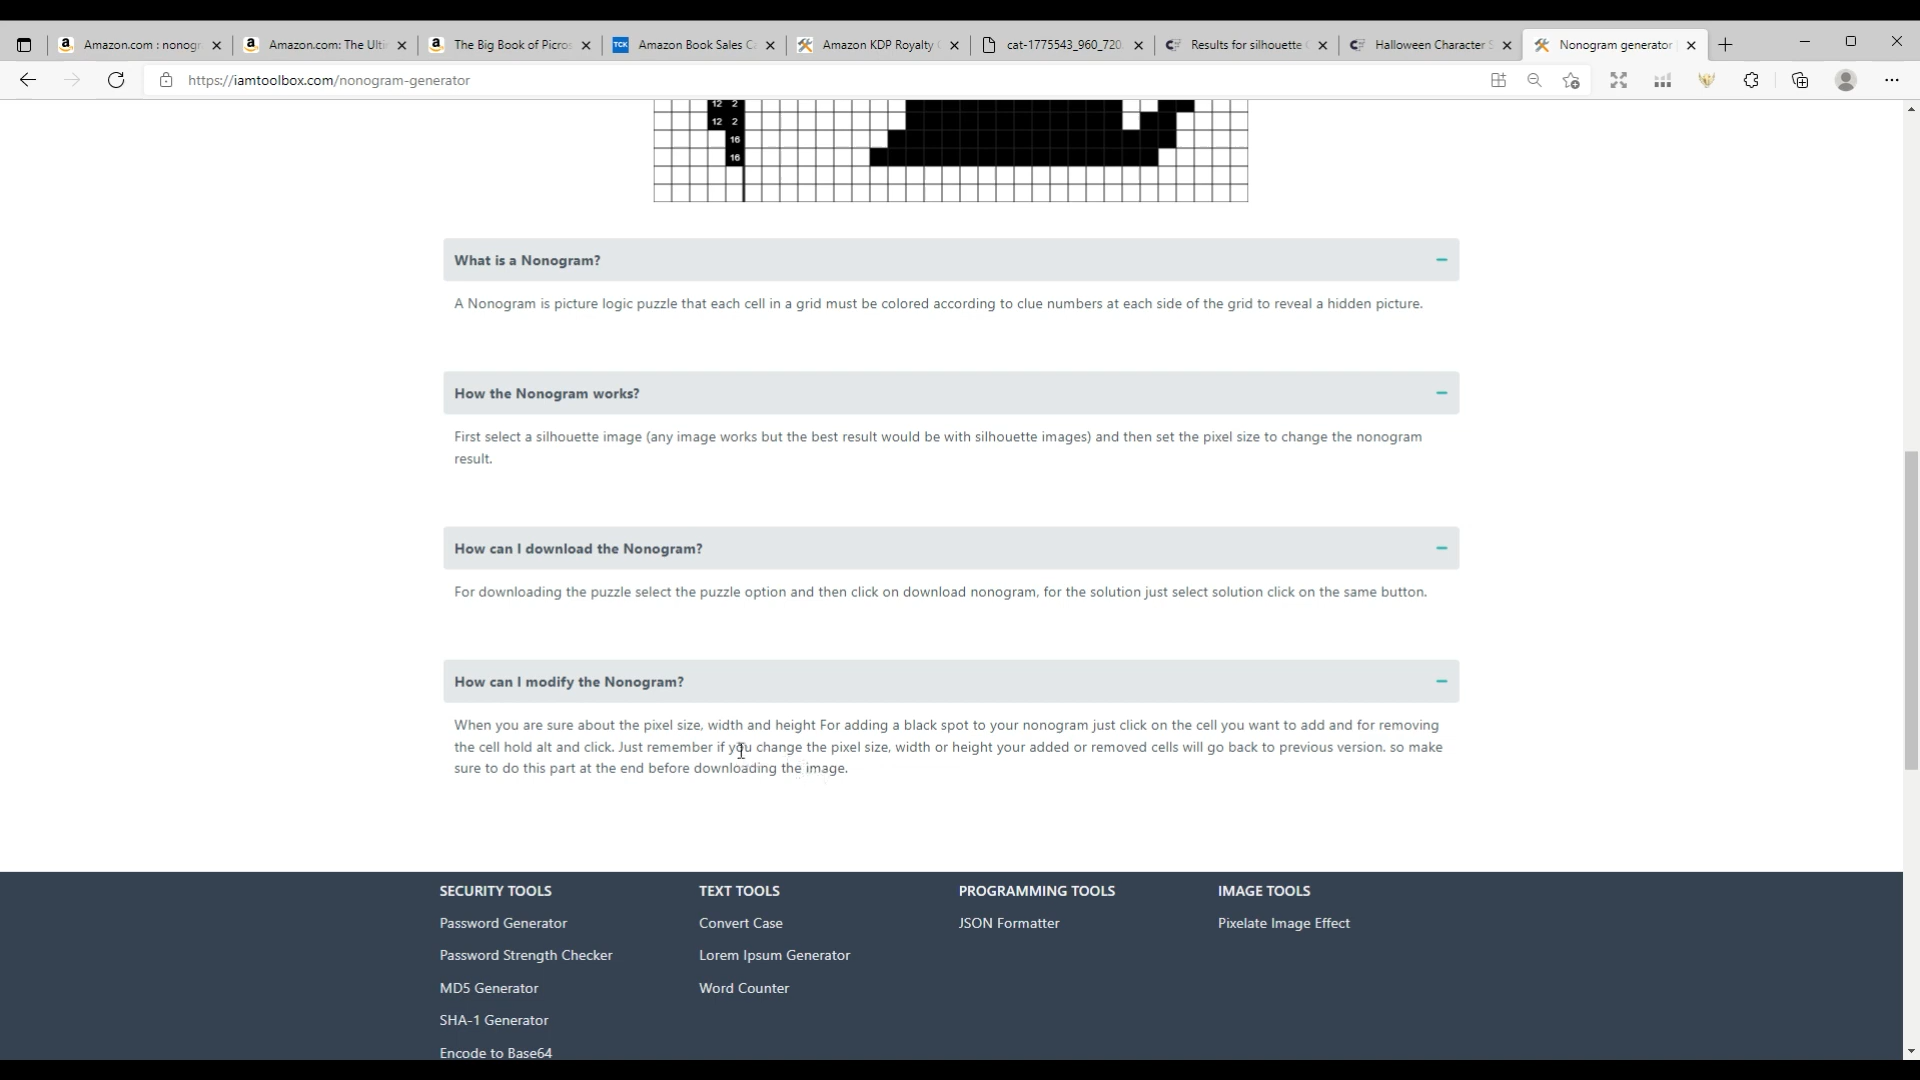 Amazon.com : nonogr
Amazon.com: The Ulti
The Big Book of Picros
TCK Amazon Book Sales C
Amazon KDP Royalty
cat-1775543_960_720.
Results for silhouette
Halloween Character S
Nonogram generator
https://iamtoolbox.com/nonogram-generator
12 2
12 2
16
16
What is a Nonogram?
A Nonogram is picture logic puzzle that each cell in a grid must be colored according to clue numbers at each side of the grid to reveal a hidden picture.
How the Nonogram works?
First select a silhouette image (any image works but the best result would be with silhouette images) and then set the pixel size to change the nonogram
result.
How can I download the Nonogram?
For downloading the puzzle select the puzzle option and then click on download nonogram, for the solution just select solution click on the same button.
How can I modify the Nonogram?
When you are sure about the pixel size, width and height For adding a black spot to your nonogram just click on the cell you want to add and for removing
the cell hold alt and click. Just remember if you change the pixel size, width or height your added or removed cells will go back to previous version. so make
sure to do this part at the end before downloading the image.
SECURITY TOOLS TEXT TOOLS PROGRAMMING TOOLS IMAGE TOOLS
Password Generator Convert Case JSON Formatter Pixelate Image Effect
Password Strength Checker Lorem Ipsum Generator
MD5 Generator Word Counter
SHA-1 Generator
Encode to Base64